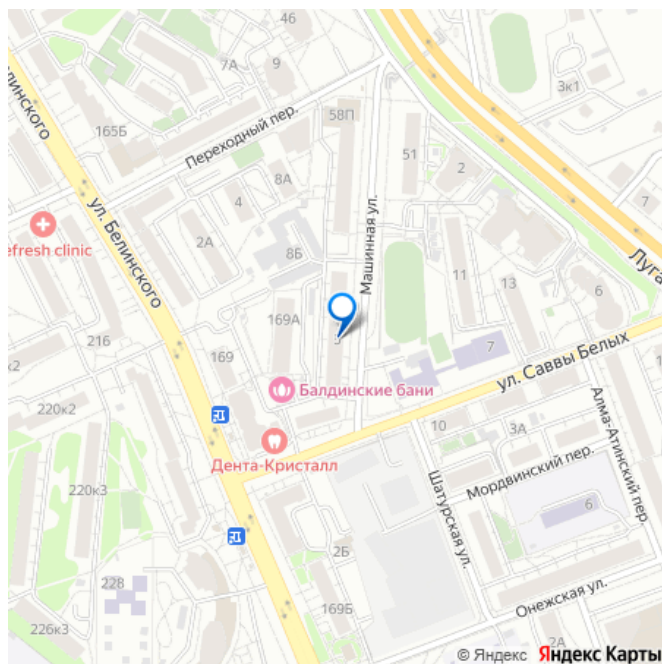 46
7А
9
3к1
58П
165Б
Переходный пер.
51
2
8А
7
4
ул. Белинского
2А
Машинная ул.
efresh clinic
8Б
11
13
Луга
6
169А
216
169
7
ул. Саввы Белых
к2
Балдинские бани
220к2
10
3А
Дента-Кристалл
Алма-Атинский пер.
Мордвинский пер.
220к3
Шатурская ул.
6
2Б
228
Онежская ул.
169Б
226к3
2А
© Яндекс Яндекс Карты